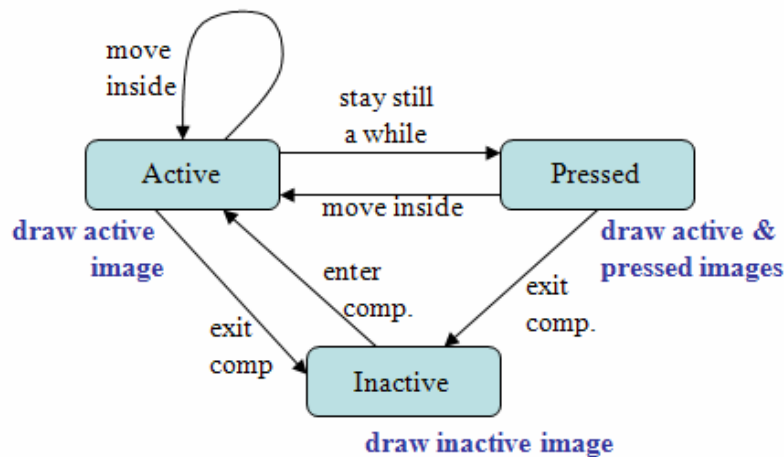 move
inside
stay still
a while
Active
Pressed
move inside
draw active
image
draw active &
pressed images
enter
comp.
exit
comp.
exit
comp
Inactive
draw inactive image